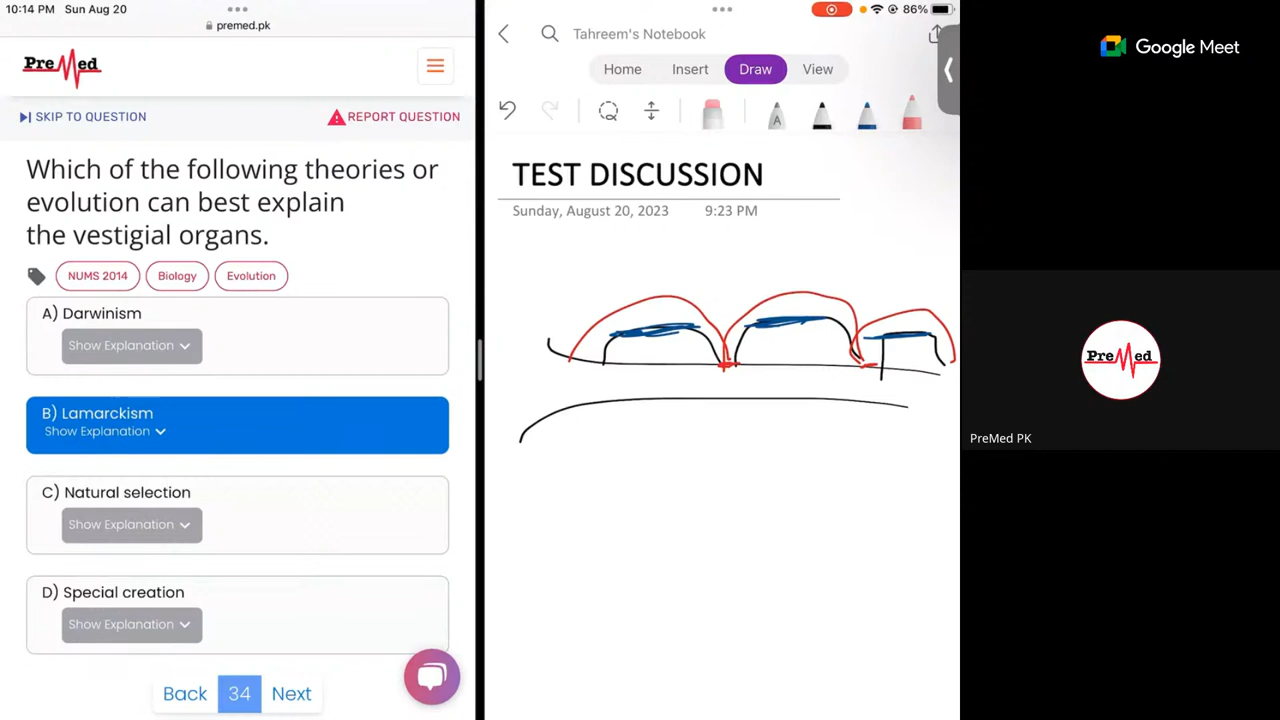 10:14 PM Sun Aug 20
premed.pk
PreMed
SKIP TO QUESTION
REPORT QUESTION
Which of the following theories or
evolution can best explain
the vestigial organs.
NUMS 2014
Biology
Evolution
A) Darwinism
Show Explanation
B) Lamarckism
Show Explanation
C) Natural selection
Show Explanation
D) Special creation
Show Explanation
Back 34 Next
86%
Tahreem's Notebook
Home Insert Draw View
A
TEST DISCUSSION
Sunday, August 20, 2023 9:23 PM
Google Meet
PreMed
PreMed PK